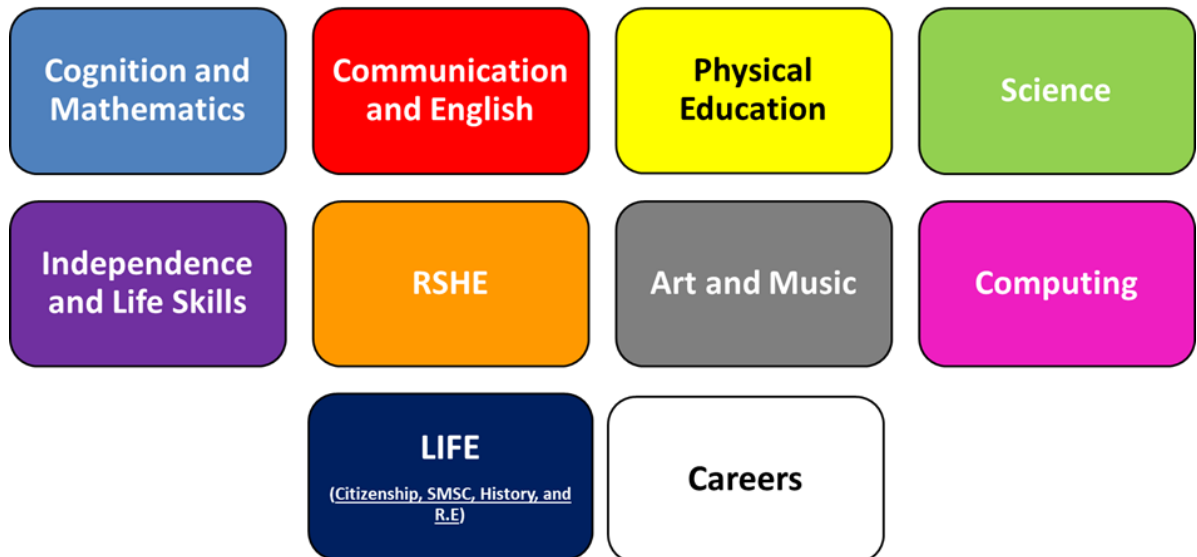 Cognition and
Mathematics
Communication
and English
Physical
Education
Science
Independence
and Life Skills
RSHE
Art and Music
Computing
LIFE
(Citizenship, SMSC, History, and
R.E)
Careers